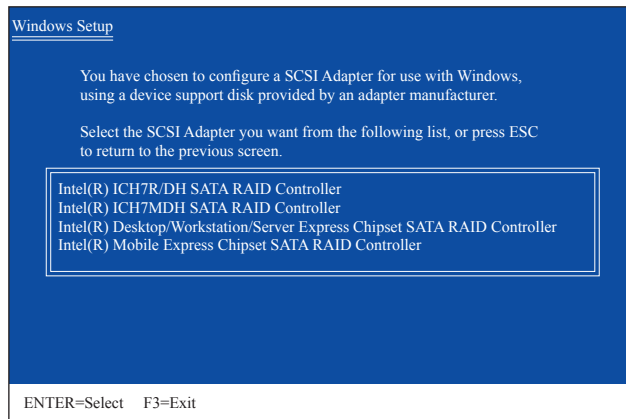 Windows Setup
You have chosen to configure a SCSI Adapter for use with Windows,
using a device support disk provided by an adapter manufacturer.
Select the SCSI Adapter you want from the following list, or press ESC
to return to the previous screen.
Intel(R) ICH7R/DH SATA RAID Controller
Intel(R) ICH7MDH SATA RAID Controller
Intel(R) Desktop/Workstation/Server Express Chipset SATA RAID Controller
Intel(R) Mobile Express Chipset SATA RAID Controller
ENTER=Select F3=Exit